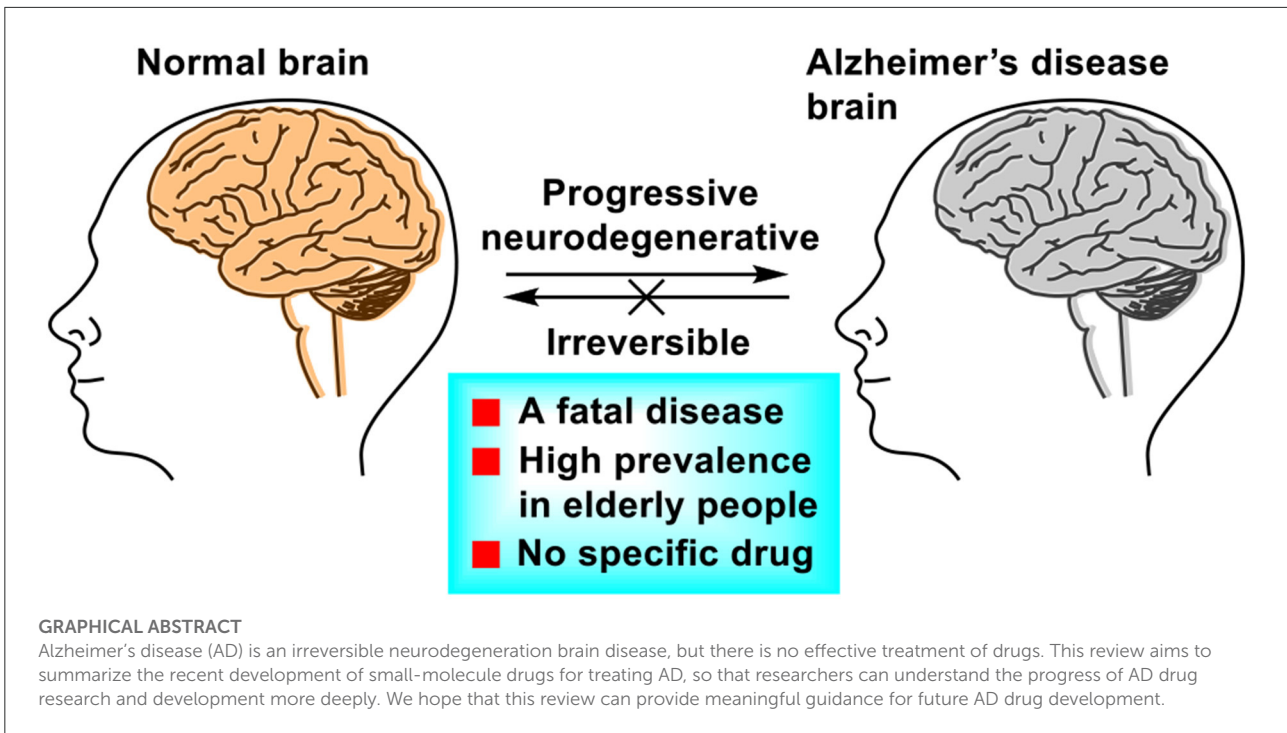 Normal brain
Alzheimer’s disease
brain
Progressive
neurodegenerative
Irreversible
A fatal disease
High prevalence
in elderly people
No specific drug
GRAPHICAL ABSTRACT
Alzheimer’s disease (AD) is an irreversible neurodegeneration brain disease, but there is no effective treatment of drugs. This review aims to
summarize the recent development of small-molecule drugs for treating AD, so that researchers can understand the progress of AD drug
research and development more deeply. We hope that this review can provide meaningful guidance for future AD drug development.